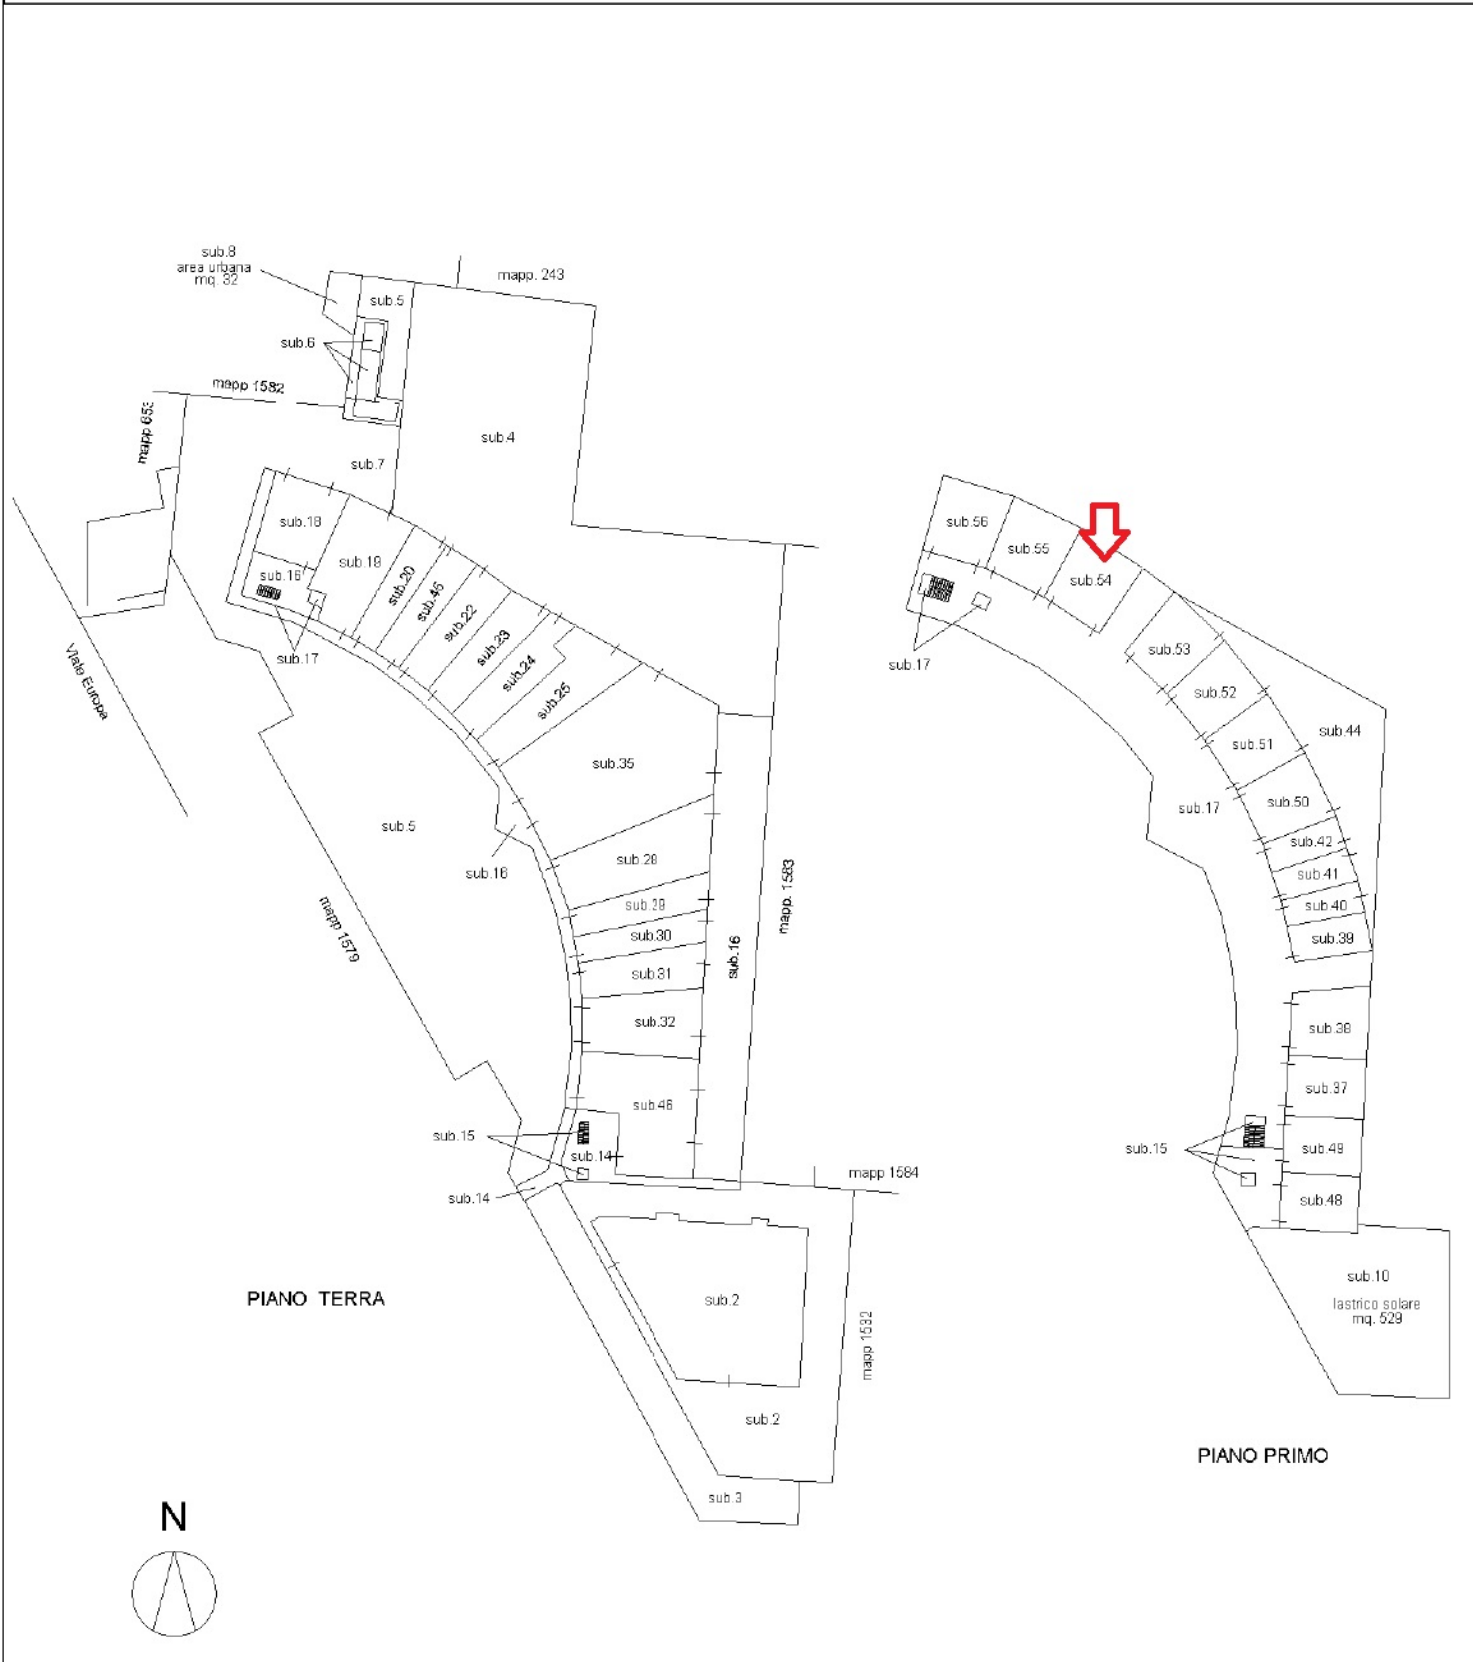 sub.8
area urbana
mq. 32
mapp. 243
sub.5
sub.6
mapp 1582
mapp 653
sub.4
sub.7
sub.18
sub.19
sub.16
sub.20
sub.45
sub.22
sub.23
sub.24
sub.25
sub.17
Viale Europa
sub.35
sub.5
sub.16
sub.28
sub.29
sub.30
sub.31
sub.32
sub.46
sub.16
mapp. 1583
mapp 1579
sub.15
sub.14
sub.14
mapp 1584
sub.2
mapp 1532
sub.2
sub.3
PIANO TERRA
N
sub.56
sub.55
sub.54
sub.17
sub.53
sub.52
sub.51
sub.44
sub.17
sub.50
sub.42
sub.41
sub.40
sub.39
sub.38
sub.37
sub.15
sub.49
sub.48
sub.10
lastrico solare
mq. 529
PIANO PRIMO